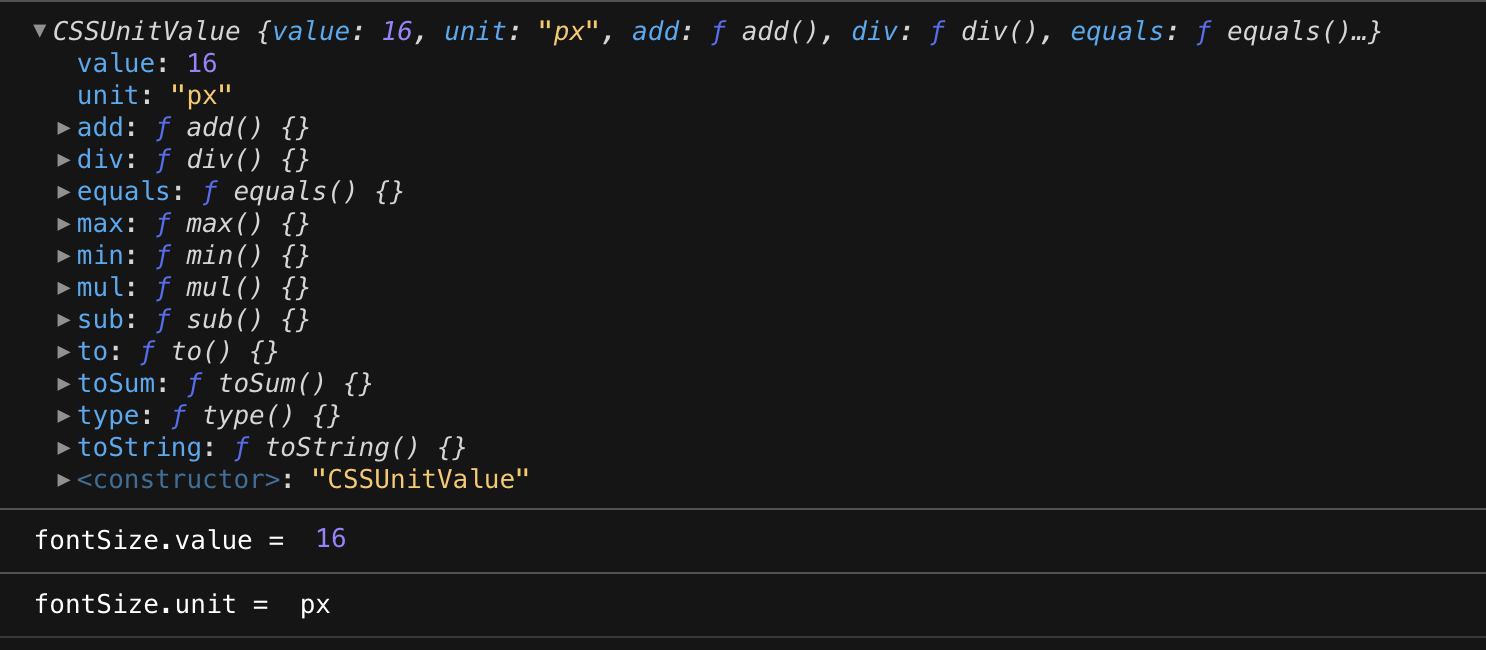 ▼CSSUnitValue {value: 16, unit: "px", add: ƒ add(), div: ƒ div(), equals: ƒ equals()…}
value: 16
unit: "px"
▶add: ƒ add() {}
▶div: ƒ div() {}
▶equals: ƒ equals() {}
▶max: ƒ max() {}
▶min: ƒ min() {}
▶mul: ƒ mul() {}
▶sub: ƒ sub() {}
▶to: ƒ to() {}
▶toSum: ƒ toSum() {}
▶type: ƒ type() {}
▶toString: ƒ toString() {}
▶<constructor>: "CSSUnitValue"
fontSize.value = 16
fontSize.unit = px